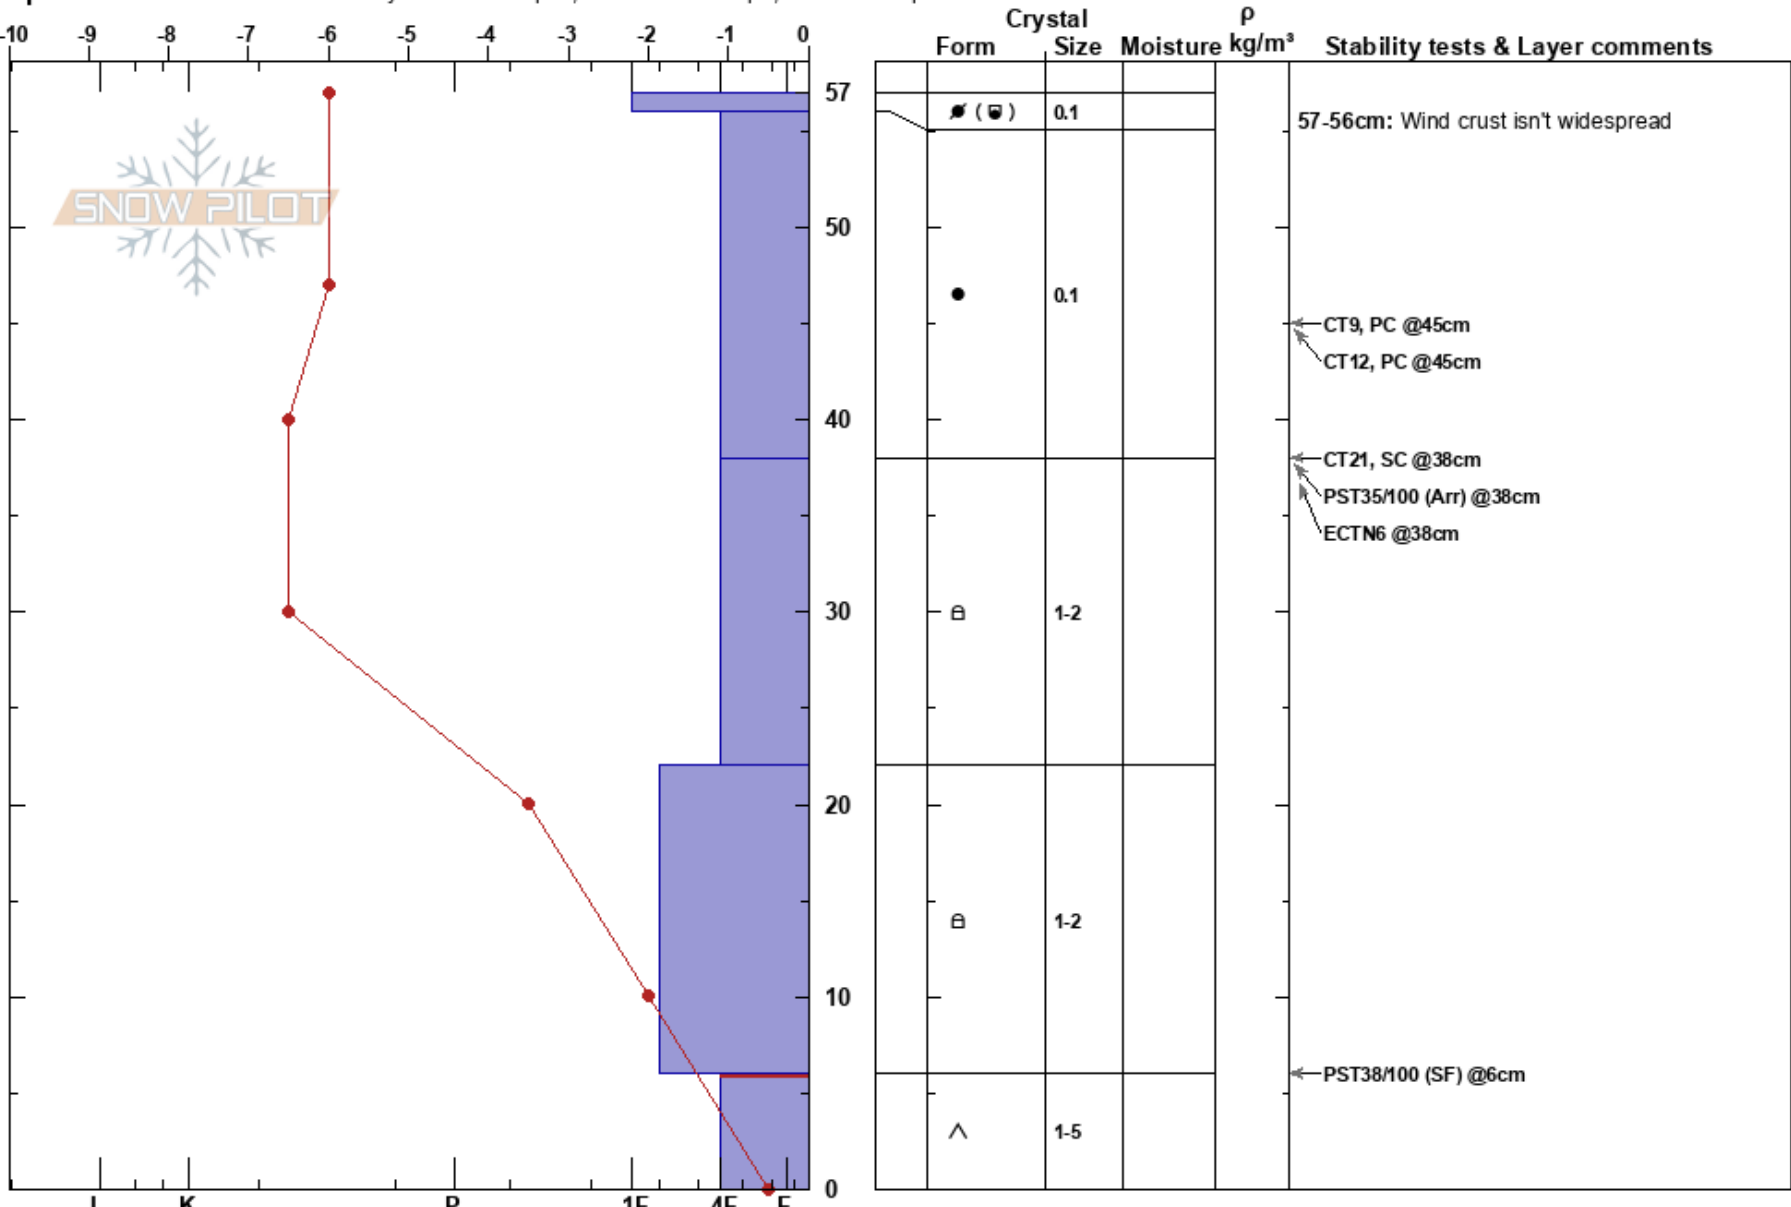 Crystal ρ
-10 -9 -8 -7 -6 -5 -4 -3 -2 -1 0 Form Size Moisture kg/m³ Stability tests & Layer comments
57
0.1
57-56cm: Wind crust isn't widespread
SNOW PILOT
50
0.1
CT9, PC @45cm
CT12, PC @45cm
40
CT21, SC @38cm
PST35/100 (Arr) @38cm
ECTN6 @38cm
30
1-2
20
1-2
10
PST38/100 (SF) @6cm
1-5
0
K P 1F 4F F